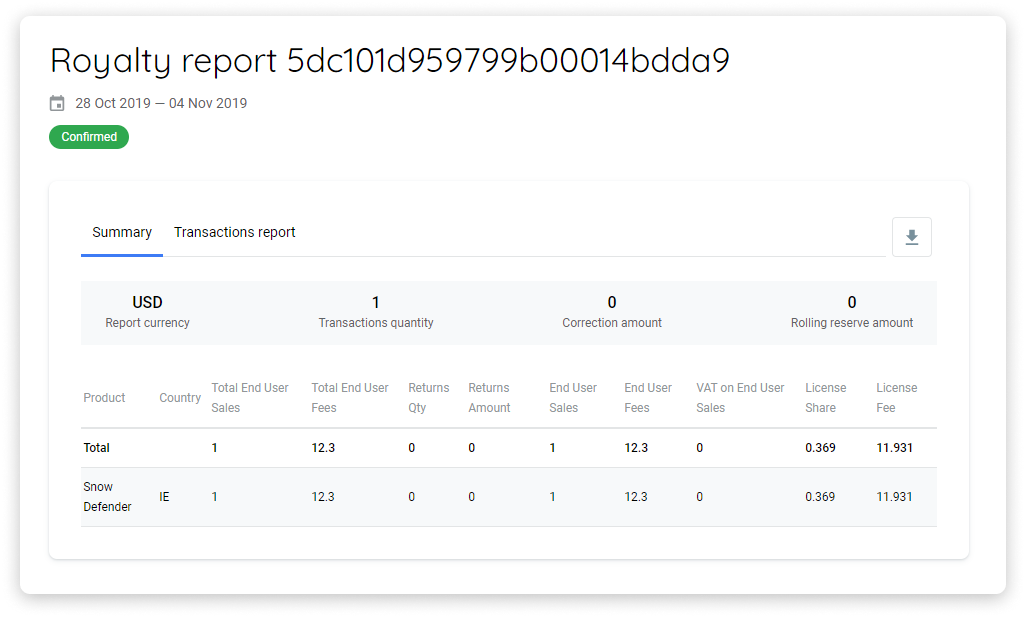 Royalty report 5dc101d959799b00014bdda9
28 Oct 2019 — 04 Nov 2019
Confirmed
Summary Transactions report
USD 1 0 0
Report currency Transactions quantity Correction amount Rolling reserve amount
Product Country Total End User Sales Total End User Fees Returns Qty Returns Amount End User Sales End User Fees VAT on End User Sales License Share License Fee
Total 1 12.3 0 0 1 12.3 0 0.369 11.931
Snow Defender IE 1 12.3 0 0 1 12.3 0 0.369 11.931